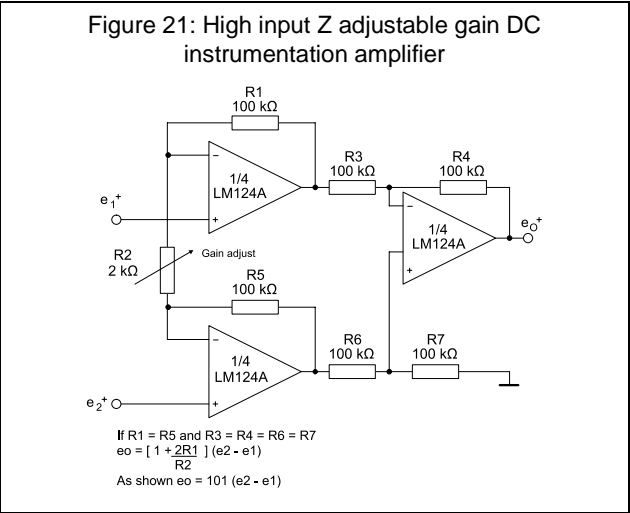 Figure 21: High input Z adjustable gain DC
instrumentation amplifier
R1
100 kΩ
R3
100 kΩ
R4
100 kΩ
−
1/4
LM124A
+
e1+
−
1/4
LM124A
+
eO+
R2
2 kΩ
Gain adjust
R5
100 kΩ
R6
100 kΩ
R7
100 kΩ
−
1/4
LM124A
+
e2+
If R1 = R5 and R3 = R4 = R6 = R7
eo = [ 1 + 2R1 ] (e2 - e1)
R2
As shown eo = 101 (e2 - e1)